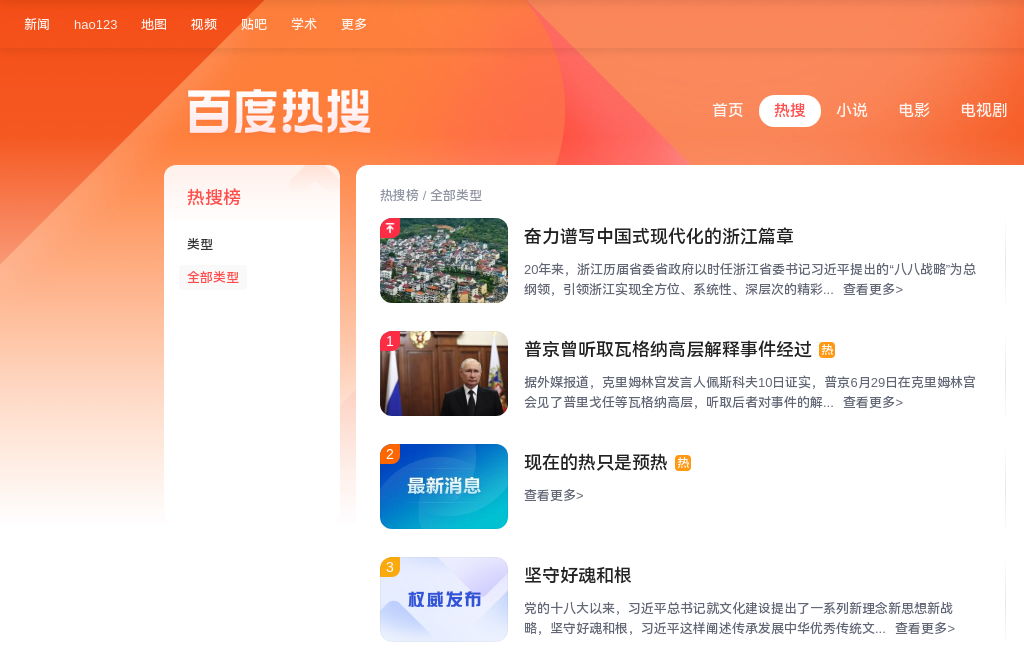 新闻 hao123 地图 视频 贴吧 学术 更多
百度热搜
首页 热搜 小说 电影 电视剧
热搜榜
类型
全部类型
热搜榜 / 全部类型
奋力谱写中国式现代化的浙江篇章
20年来，浙江历届省委省政府以时任浙江省委书记习近平提出的“八八战略”为总
纲领，引领浙江实现全方位、系统性、深层次的精彩... 查看更多>
1
普京曾听取瓦格纳高层解释事件经过 热
据外媒报道，克里姆林宫发言人佩斯科夫10日证实，普京6月29日在克里姆林宫
会见了普里戈任等瓦格纳高层，听取后者对事件的解... 查看更多>
2
最新消息
现在的热只是预热 热
查看更多>
3
权威发布
坚守好魂和根
党的十八大以来，习近平总书记就文化建设提出了一系列新理念新思想新战
略，坚守好魂和根，习近平这样阐述传承发展中华优秀传统文... 查看更多>